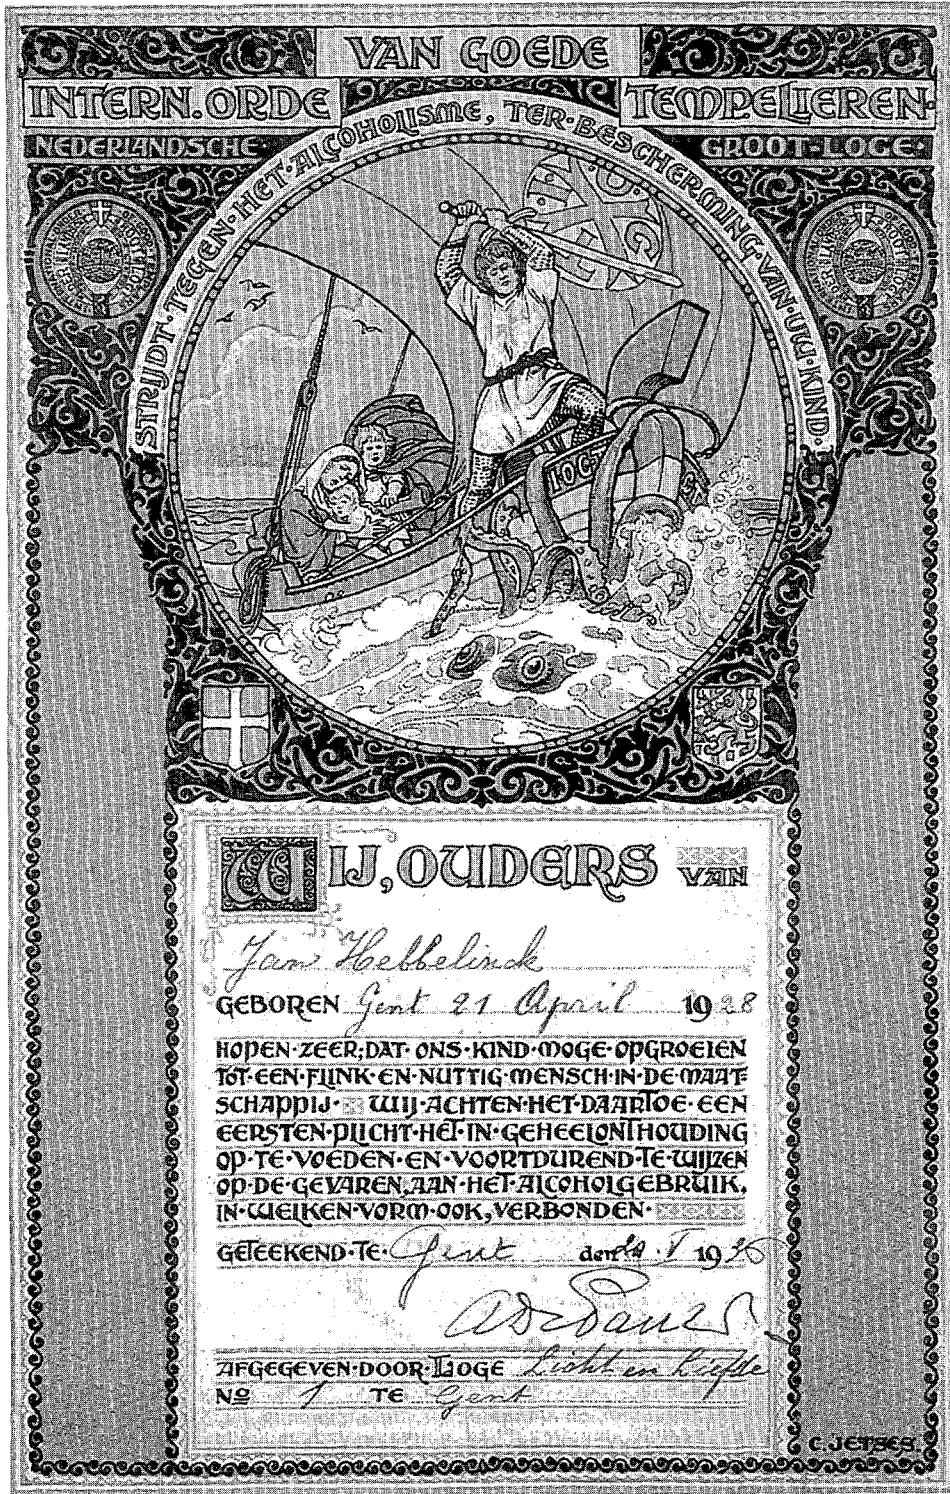 VAN GOEDE
INTERN. ORDE TEMPELIEREN·
NEDERLANDSCHE· GROOT-LOGE·
STRIJDT·TEGEN·HET·ALCOHOLISME, TER·BESCHERMING·VAN·UW·KIND·
WIJ, OUDERS VAN
Jan Hebbelinck
GEBOREN Gent 21 April 1928
HOPEN·ZEER; DAT·ONS·KIND·MOGE·OPGROEIEN
TOT·EEN·FLINK·EN·NUTTIG·MENSCH·IN·DE·MAAT-
SCHAPPIJ· WIJ·ACHTEN·HET·DAARTOE·EEN
EERSTEN·PLICHT·HET·IN·GEHEELONTHOUDING
OP·TE·VOEDEN·EN·VOORTDUREND·TE·WIJZEN
OP·DE·GEVAREN, AAN·HET·ALCOHOLGEBRUIK,
IN·WELKEN·VORM·OOK, VERBONDEN·
GETEEKEND·TE· Gent den V 19
AFGEGEVEN·DOOR·LOGE Licht en Liefde
No 1 TE Gent
C. JETSES.